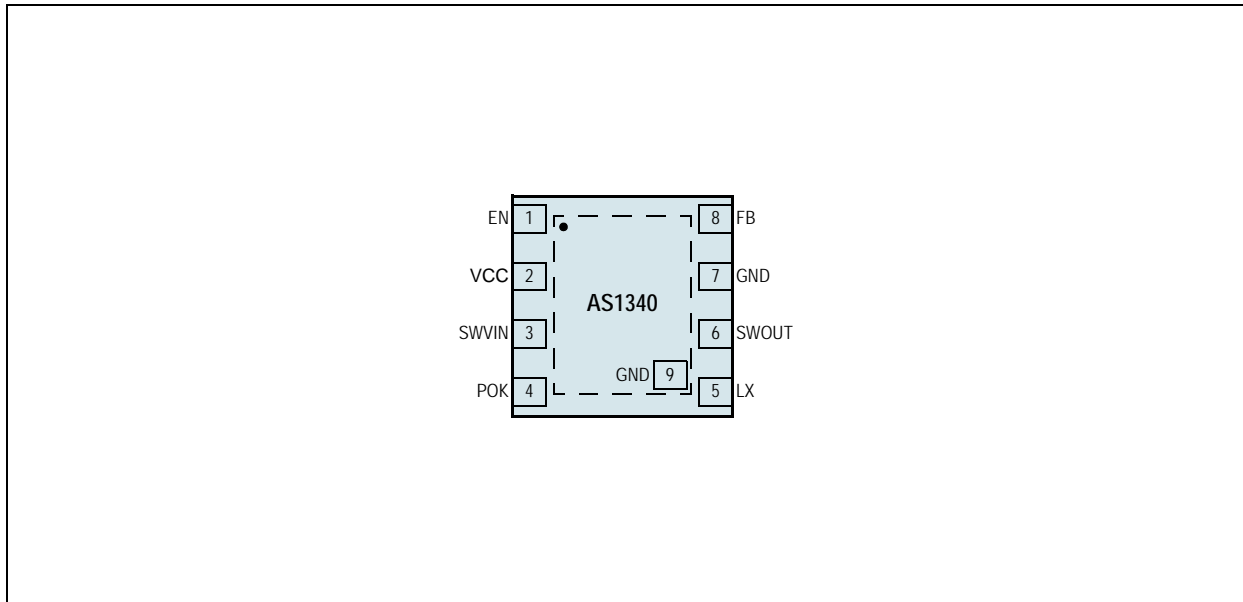 EN 1 8 FB
VCC 2 7 GND
AS1340
SWVIN 3 6 SWOUT
GND 9
POK 4 5 LX